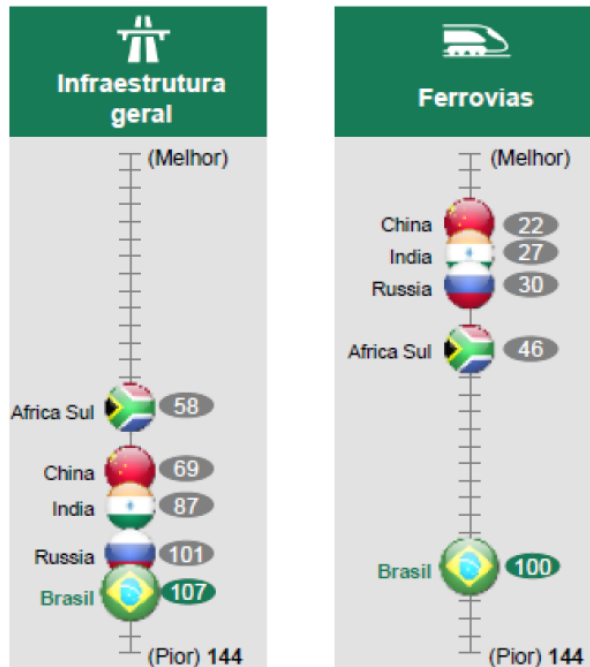 Infraestrutura
geral
(Melhor)
Africa Sul 58
China 69
India 87
Russia 101
Brasil 107
(Pior) 144
Ferrovias
(Melhor)
China 22
India 27
Russia 30
Africa Sul 46
Brasil 100
(Pior) 144